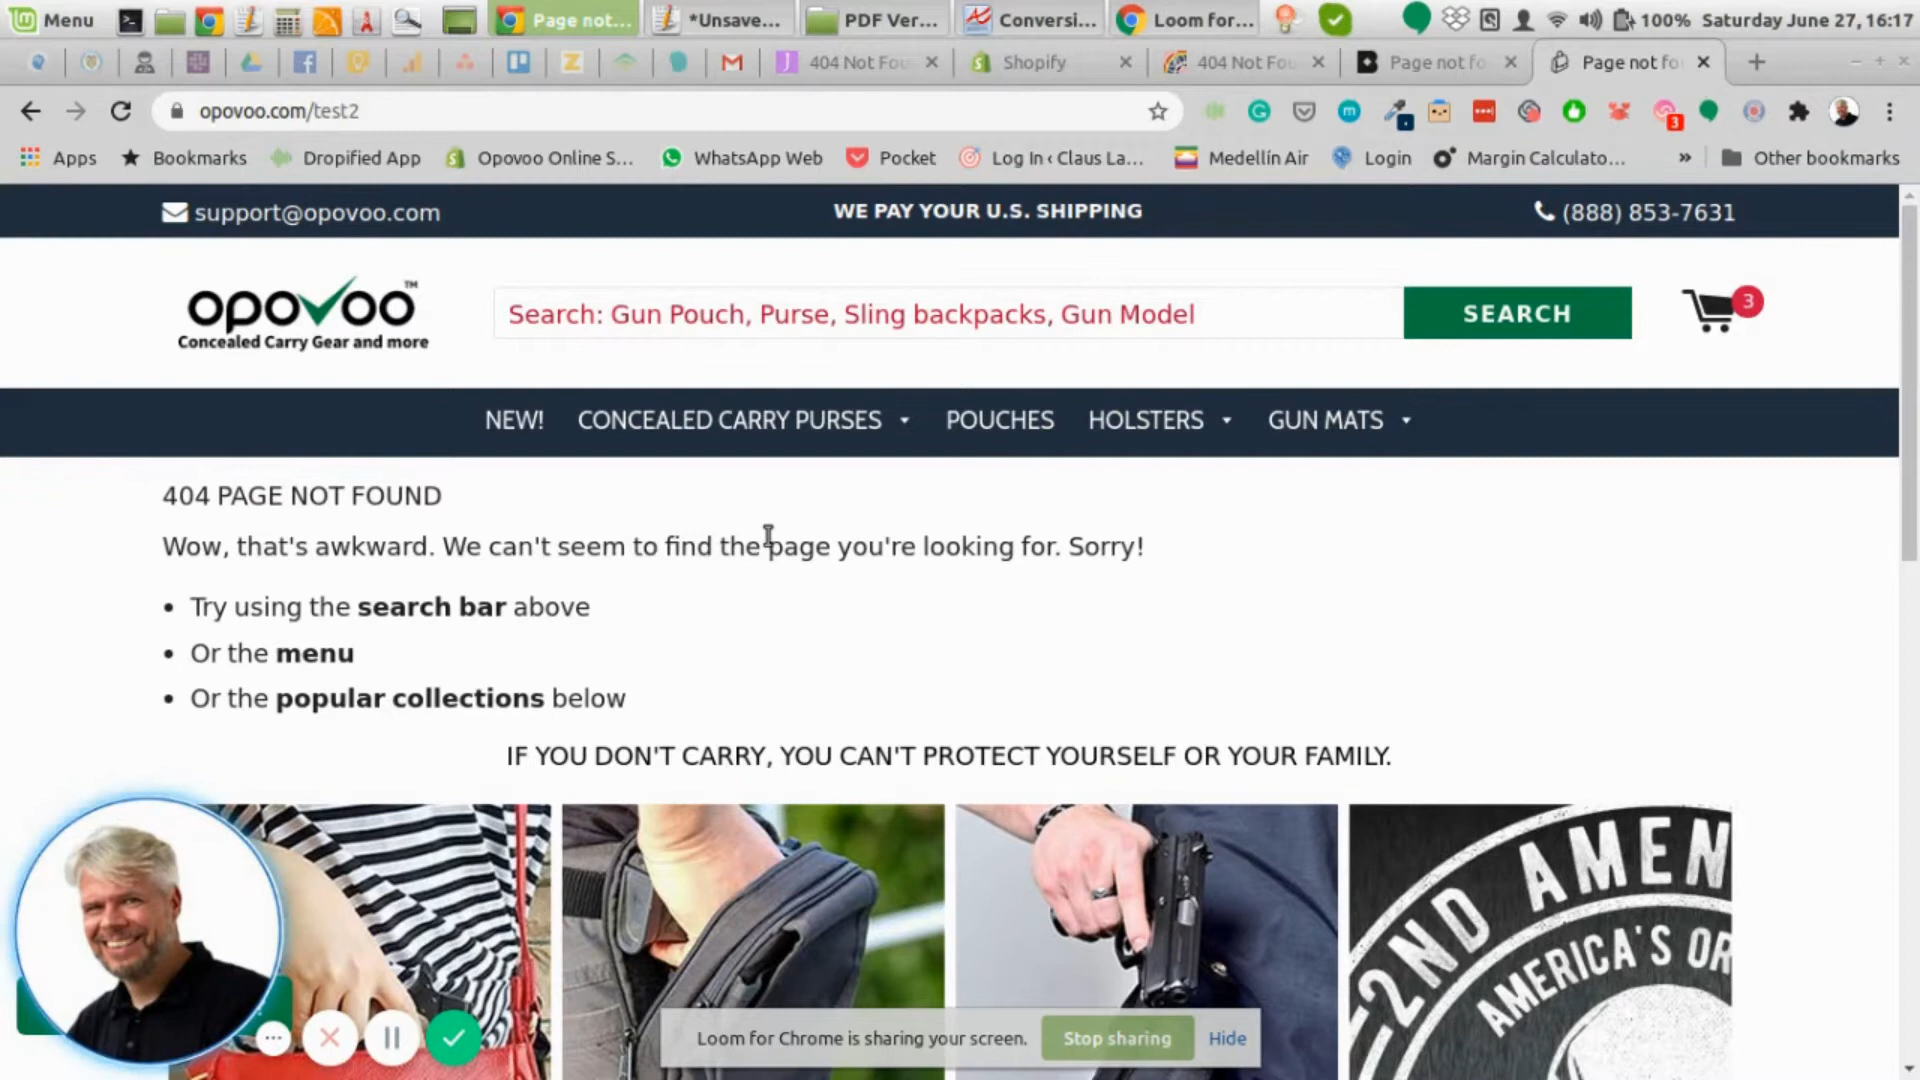 Menu Page not... *Unsave... PDF Ver... Conversi... Loom for... 100% Saturday June 27, 16:17
404 Not Fou Shopify 404 Not Fou Page not fo Page not fo
opovoo.com/test2 3
Apps Bookmarks Dropified App Opovoo Online S... WhatsApp Web Pocket Log In ‹ Claus La... Medellín Air Login Margin Calculato... » Other bookmarks
support@opovoo.com WE PAY YOUR U.S. SHIPPING (888) 853-7631
opovoo™
Concealed Carry Gear and more
Search: Gun Pouch, Purse, Sling backpacks, Gun Model SEARCH 3
NEW! CONCEALED CARRY PURSES POUCHES HOLSTERS GUN MATS
404 PAGE NOT FOUND
Wow, that's awkward. We can't seem to find the page you're looking for. Sorry!
• Try using the search bar above
• Or the menu
• Or the popular collections below
IF YOU DON'T CARRY, YOU CAN'T PROTECT YOURSELF OR YOUR FAMILY.
2ND AMEN
AMERICA'S OR
Loom for Chrome is sharing your screen. Stop sharing Hide